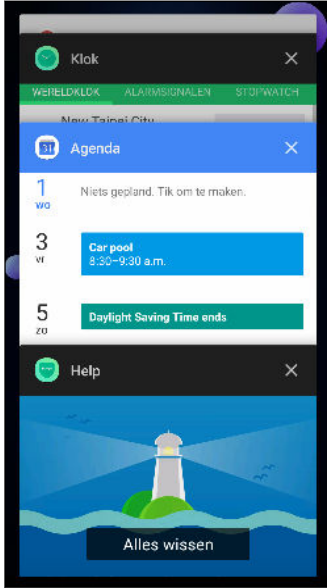 Klok
WERELDKLOK ALARMSIGNALEN STOPWATCH
New Taipei City
31 Agenda
1 Niets gepland. Tik om te maken.
wo
3 Car pool
vr 8:30–9:30 a.m.
5 Daylight Saving Time ends
zo
Help
Alles wissen